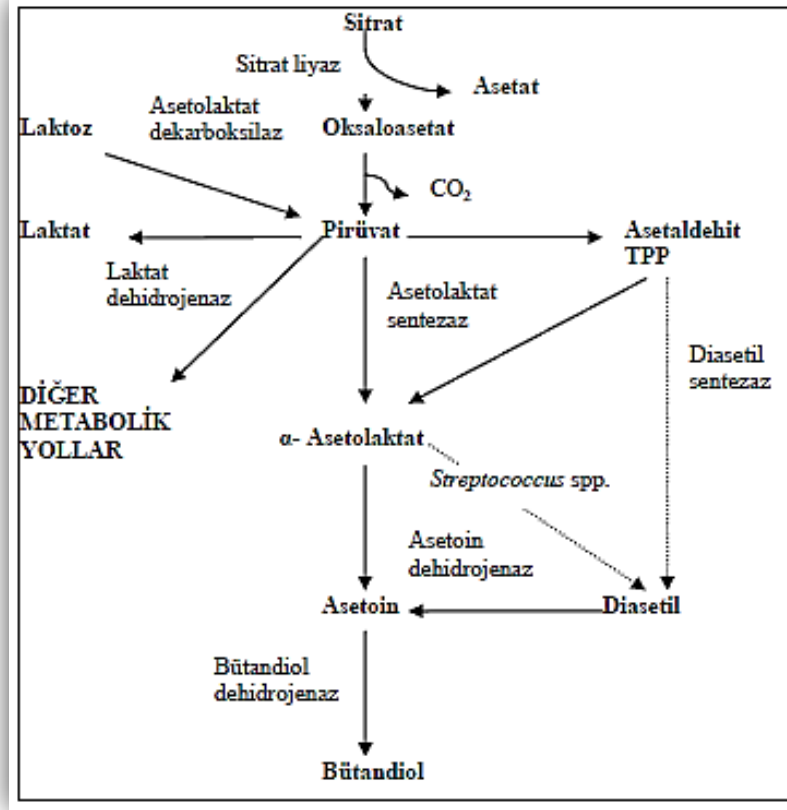 Sitrat
Sitrat liyaz
Asetat
Asetolaktat
dekarboksilaz
Laktoz
Oksaloasetat
CO₂
Laktat
Pirüvat
Asetaldehit
TPP
Laktat
dehidrojenaz
Asetolaktat
sentezaz
Diasetil
sentezaz
DİĞER
METABOLİK
YOLLAR
α- Asetolaktat
Streptococcus spp.
Asetoin
dehidrojenaz
Asetoin
Diasetil
Bütandiol
dehidrojenaz
Bütandiol